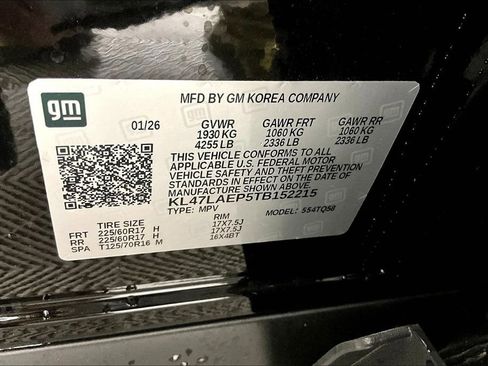 gm
MFD BY GM KOREA COMPANY
01/26 GVWR GAWR FRT GAWR RR
1930 KG 1060 KG 1060 KG
4255 LB 2336 LB 2336 LB
THIS VEHICLE CONFORMS TO ALL
APPLICABLE U.S. FEDERAL MOTOR
VEHICLE SAFETY AND THEFT PREVENTION
STANDARDS IN EFFECT ON THE DATE OF
MANUFACTURE SHOWN ABOVE.
KL47LAEP5TB152215
TYPE: MPV MODEL: 5S4TQ58
TIRE SIZE RIM
FRT 225/60R17 H 17X7.5J
RR 225/60R17 H 17X7.5J
SPA T125/70R16 M 16X4BT